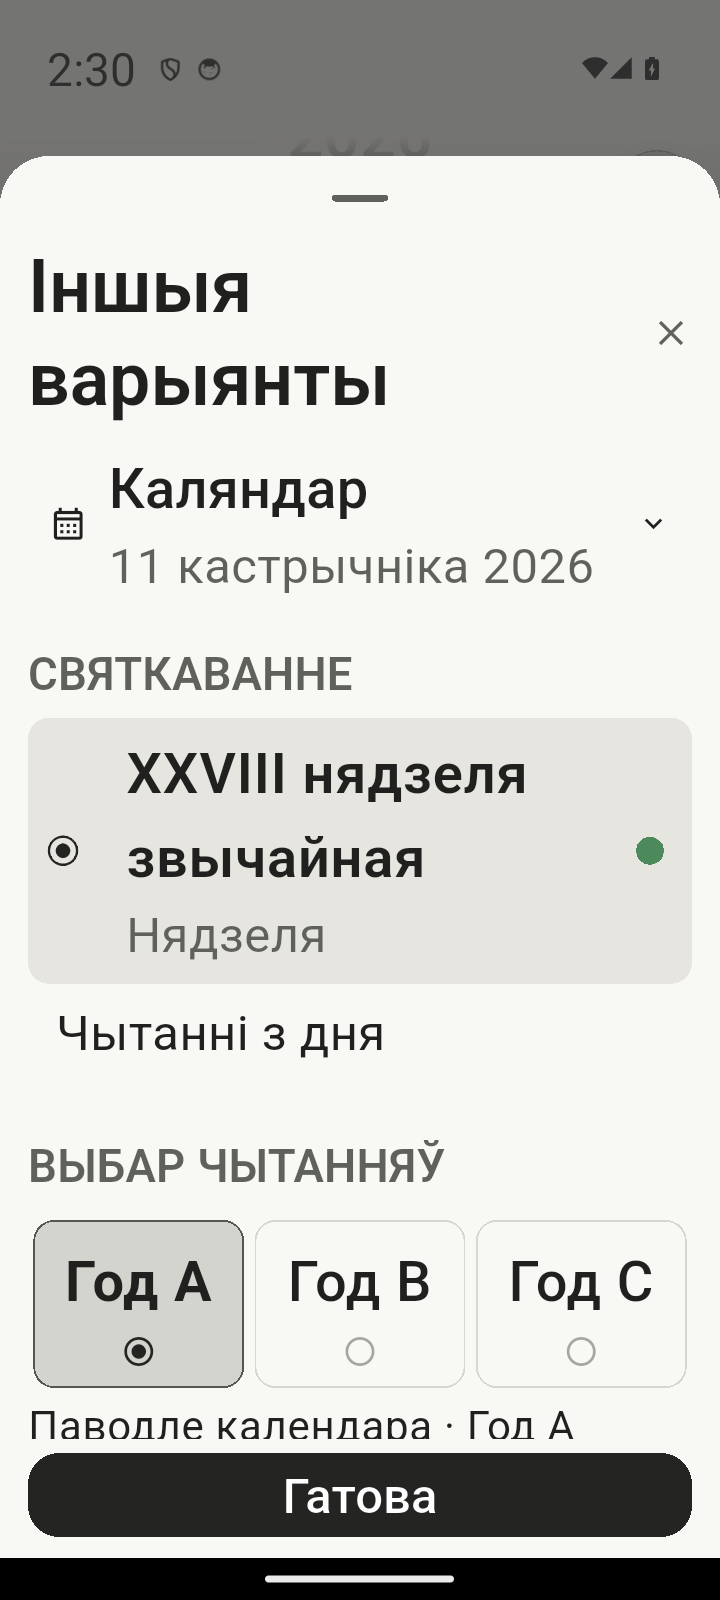 2:30
2026
Іншыя
варыянты
Каляндар
11 кастрычніка 2026
СВЯТКАВАННЕ
XXVIII нядзеля
звычайная
Нядзеля
Чытанні з дня
ВЫБАР ЧЫТАННЯЎ
Год A
Год B
Год C
Паводле календара · Год A
Гатова